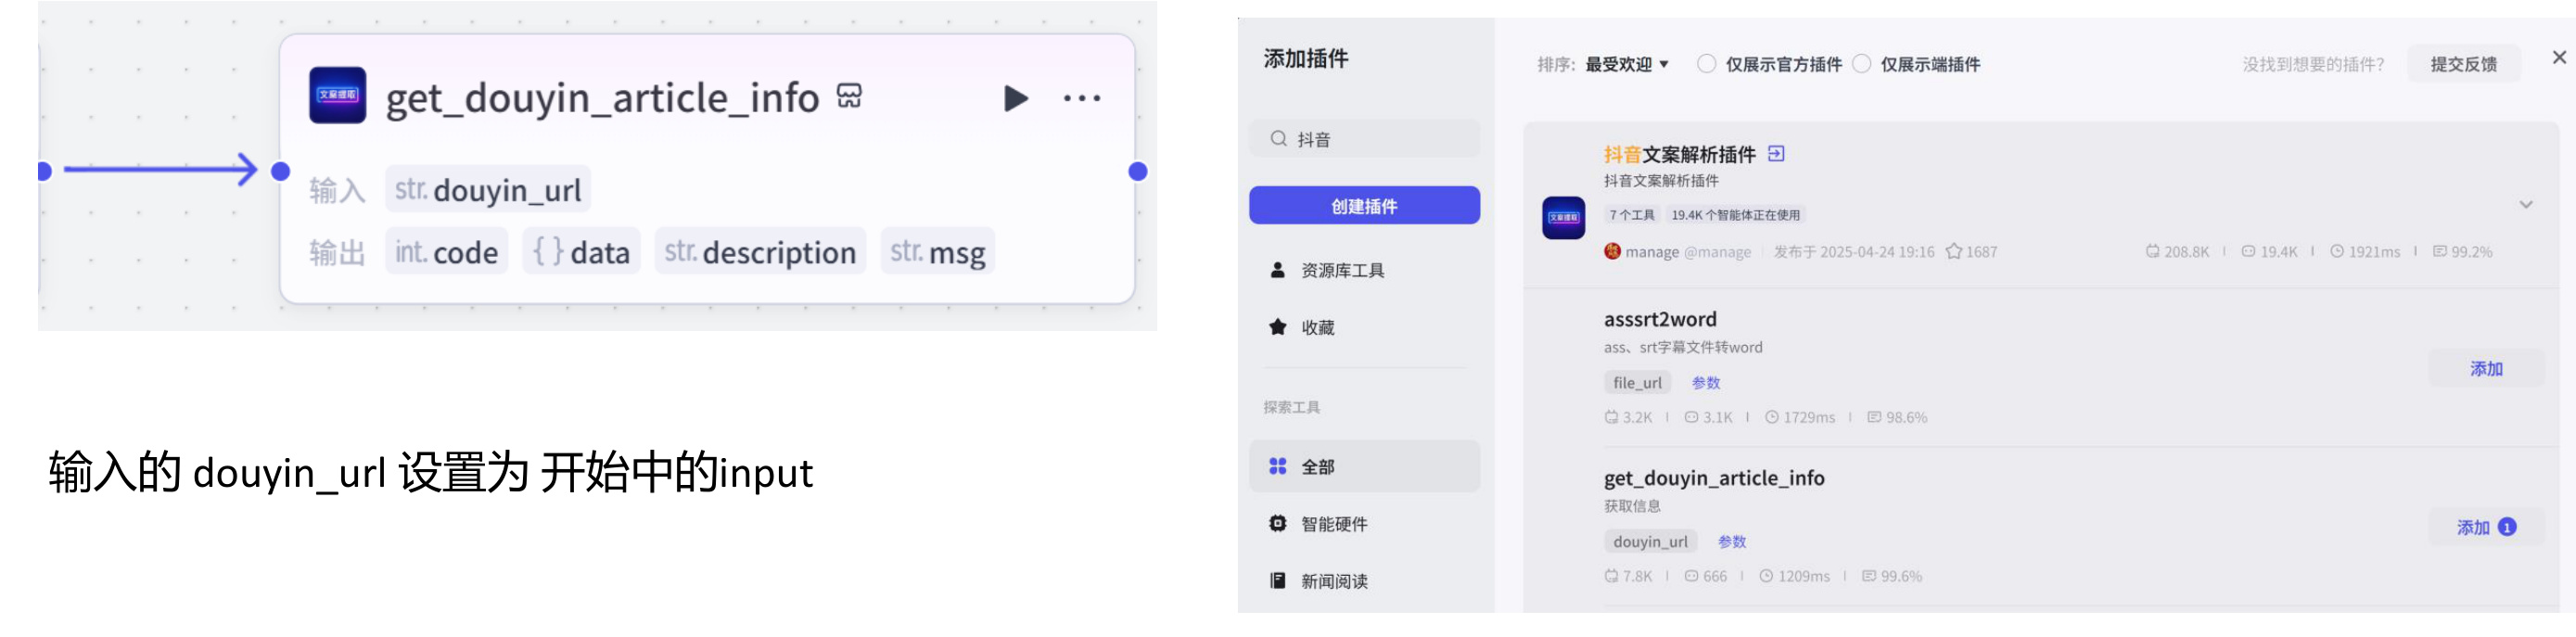 文案提取
get_douyin_article_info
输入 str. douyin_url
输出 int. code { } data str. description str. msg
输入的 douyin_url 设置为 开始中的input
添加插件
抖音
创建插件
资源库工具
收藏
探索工具
全部
智能硬件
新闻阅读
排序: 最受欢迎 仅展示官方插件 仅展示端插件 没找到想要的插件? 提交反馈
抖音文案解析插件
抖音文案解析插件
文案提取
7 个工具 19.4K 个智能体正在使用
manage @manage 发布于 2025-04-24 19:16 1687 208.8K 19.4K 1921ms 99.2%
asssrt2word
ass、srt字幕文件转word
file_url 参数
添加
3.2K 3.1K 1729ms 98.6%
get_douyin_article_info
获取信息
douyin_url 参数
添加 1
7.8K 666 1209ms 99.6%